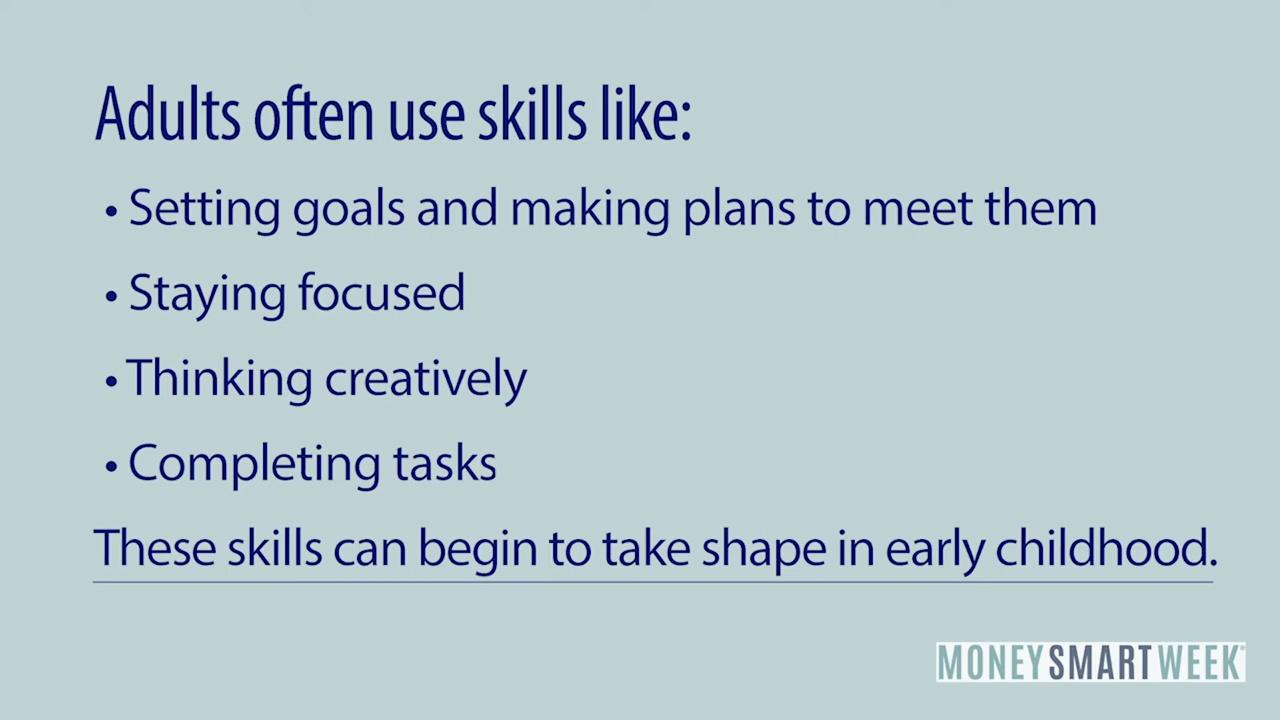 Adults often use skills like:
• Setting goals and making plans to meet them
• Staying focused
• Thinking creatively
• Completing tasks
These skills can begin to take shape in early childhood.
MONEYSMARTWEEK®